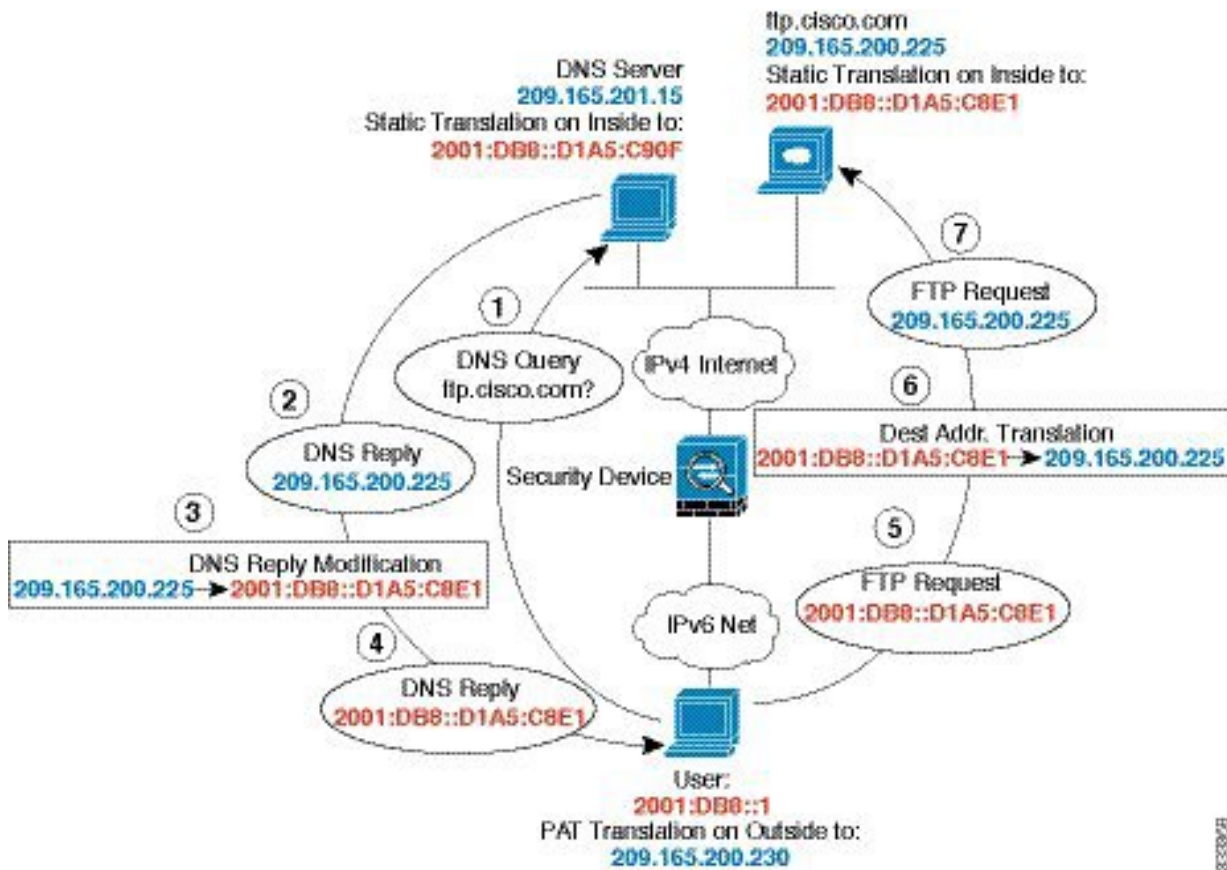 ftp.cisco.com
209.165.200.225
Static Translation on Inside to:
2001:DB8::D1A5:C8E1
DNS Server
209.165.201.15
Static Translation on Inside to:
2001:DB8::D1A5:C90F
7
FTP Request
209.165.200.225
1
DNS Query
ftp.cisco.com?
IPv4 Internet
2
DNS Reply
209.165.200.225
6
Dest Addr. Translation
2001:DB8::D1A5:C8E1 → 209.165.200.225
Security Device
3
DNS Reply Modification
209.165.200.225 → 2001:DB8::D1A5:C8E1
5
FTP Request
2001:DB8::D1A5:C8E1
IPv6 Net
4
DNS Reply
2001:DB8::D1A5:C8E1
User:
2001:DB8::1
PAT Translation on Outside to:
209.165.200.230